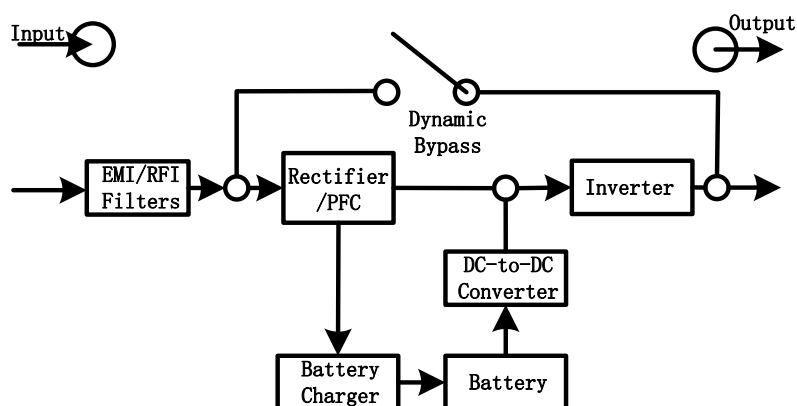 Input
Output
Dynamic
Bypass
EMI/RFI
Filters
Rectifier
/PFC
Inverter
DC-to-DC
Converter
Battery
Charger
Battery